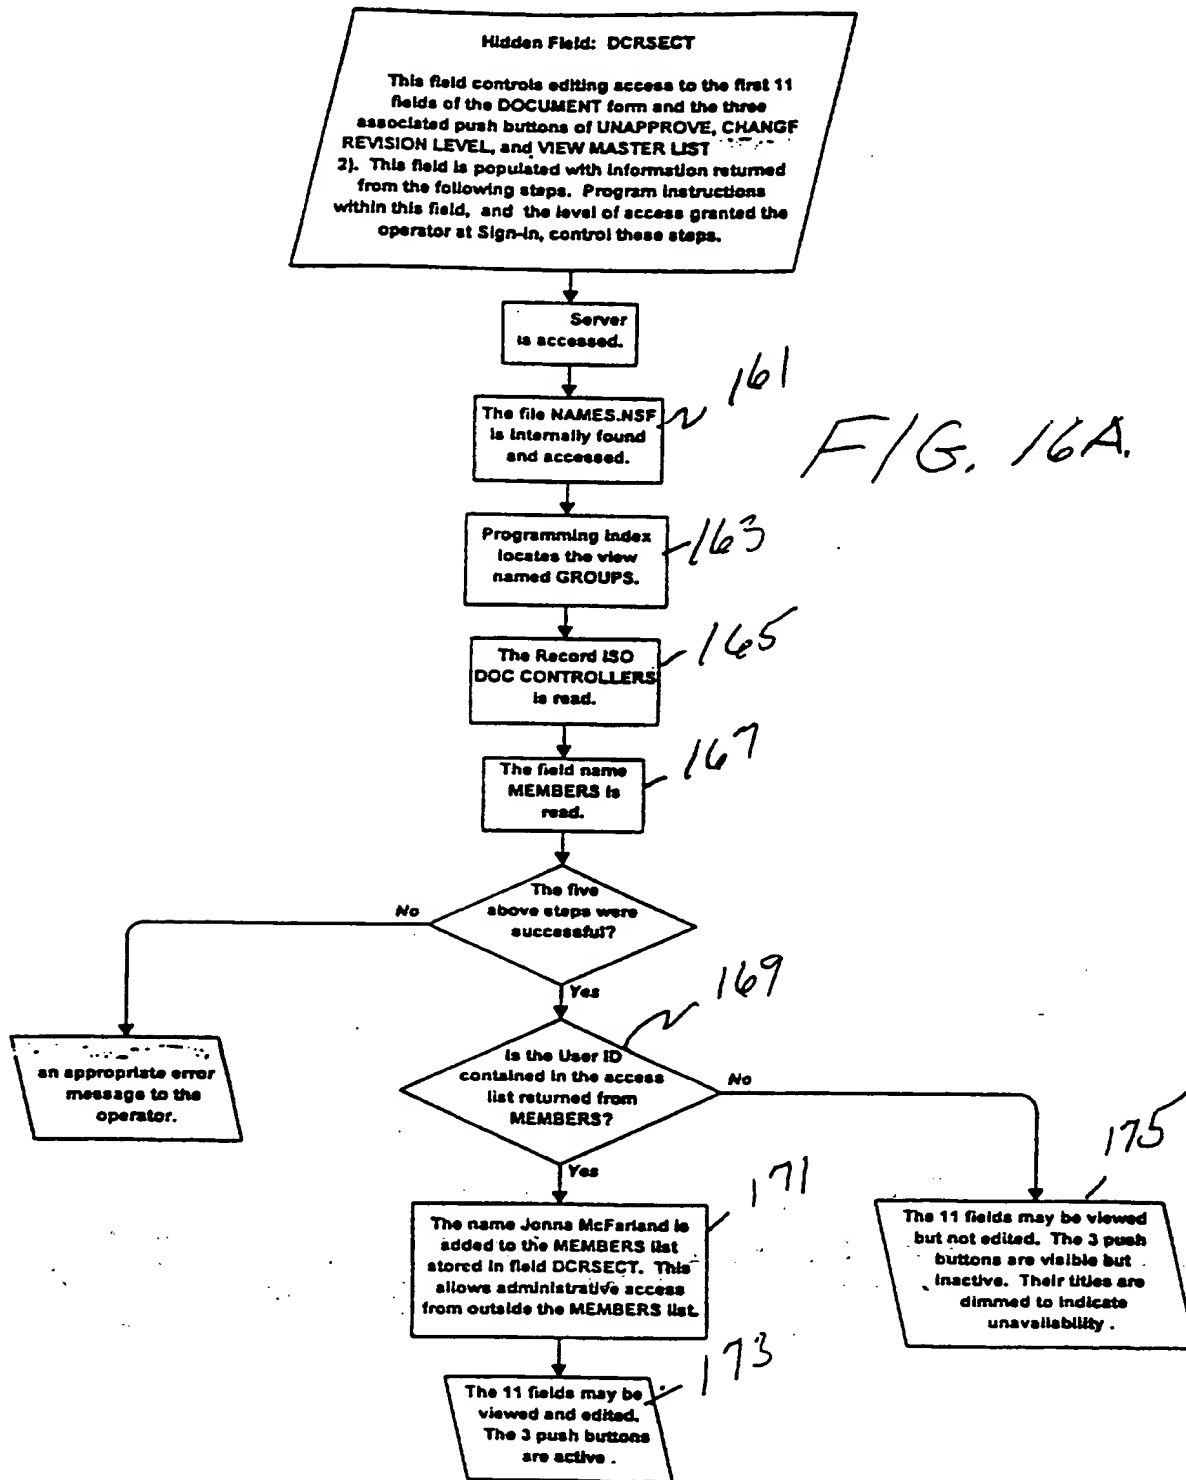 Hidden Field: DCRSECT
This field controls editing access to the first 11
fields of the DOCUMENT form and the three
associated push buttons of UNAPPROVE, CHANGE
REVISION LEVEL, and VIEW MASTER LIST
2). This field is populated with information returned
from the following steps. Program instructions
within this field, and the level of access granted the
operator at Sign-in, control these steps.
Server
is accessed.
161
The file NAMES.NSF
is internally found
and accessed.
FIG. 16A.
Programming index
locates the view
named GROUPS.
163
The Record ISO
DOC CONTROLLERS
is read.
165
The field name
MEMBERS is
read.
167
The five
above steps were
successful?
No
Yes
169
an appropriate error
message to the
operator.
Is the User ID
contained in the access
list returned from
MEMBERS?
No
Yes
175
171
The name Jonna McFarland is
added to the MEMBERS list
stored in field DCRSECT. This
allows administrative access
from outside the MEMBERS list.
The 11 fields may be viewed
but not edited. The 3 push
buttons are visible but
inactive. Their titles are
dimmed to indicate
unavailability .
173
The 11 fields may be
viewed and edited.
The 3 push buttons
are active .